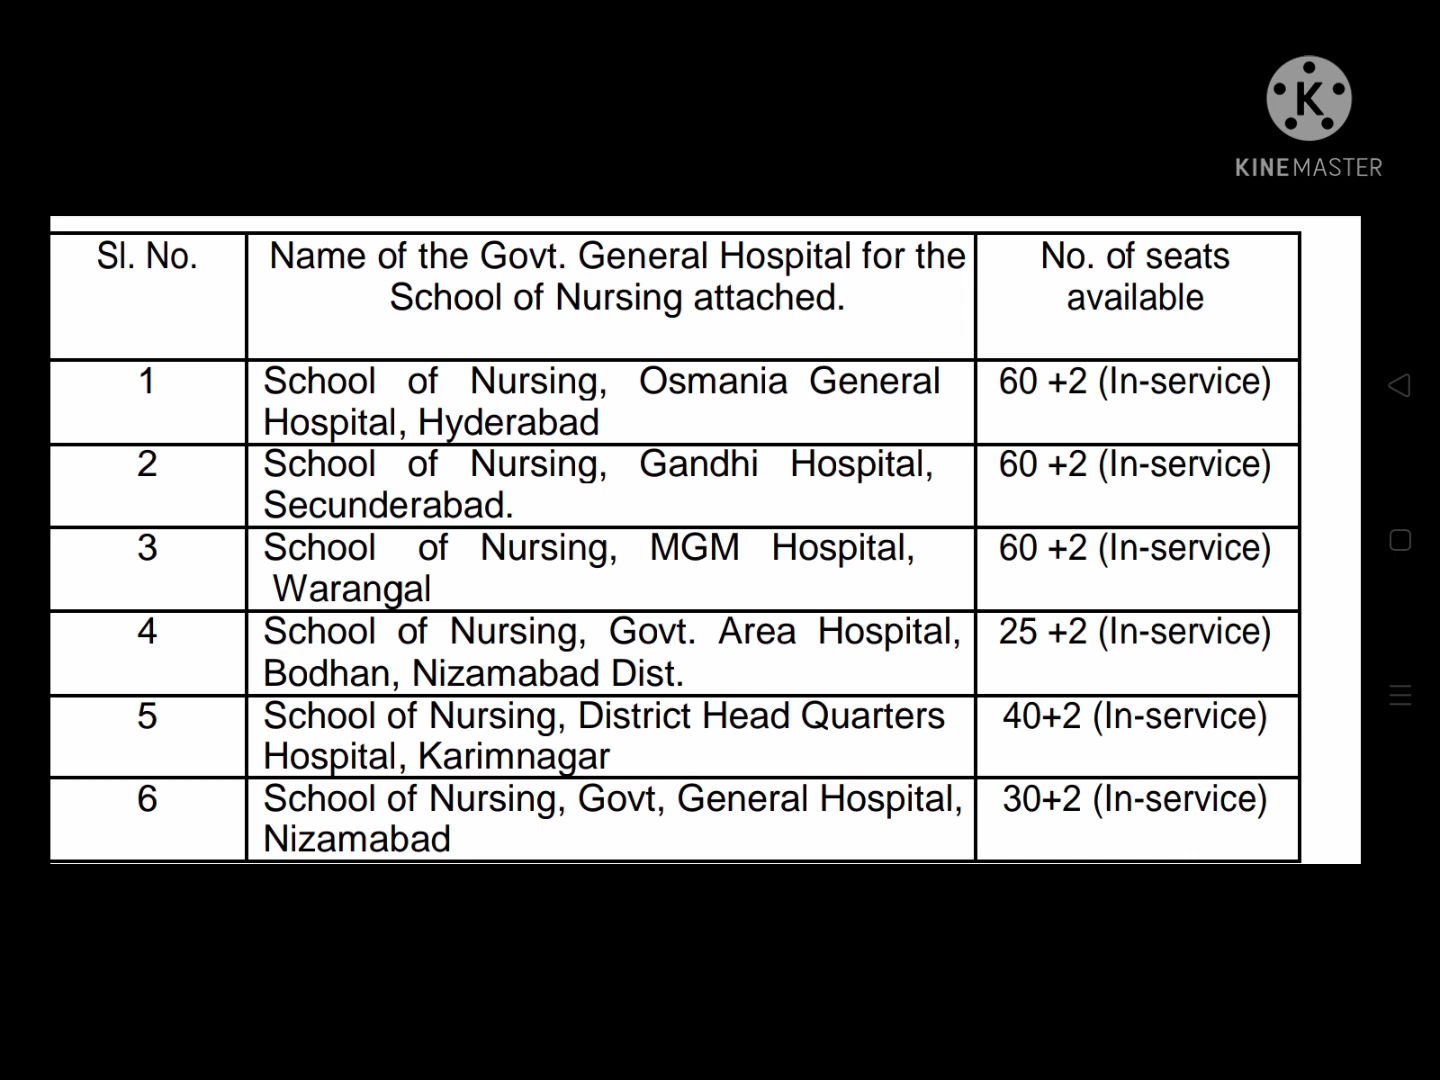 KINEMASTER
Sl. No.
Name of the Govt. General Hospital for the
School of Nursing attached.
No. of seats
available
1
School of Nursing, Osmania General
Hospital, Hyderabad
60 +2 (In-service)
2
School of Nursing, Gandhi Hospital,
Secunderabad.
60 +2 (In-service)
3
School of Nursing, MGM Hospital,
Warangal
60 +2 (In-service)
4
School of Nursing, Govt. Area Hospital,
Bodhan, Nizamabad Dist.
25 +2 (In-service)
5
School of Nursing, District Head Quarters
Hospital, Karimnagar
40+2 (In-service)
6
School of Nursing, Govt, General Hospital,
Nizamabad
30+2 (In-service)